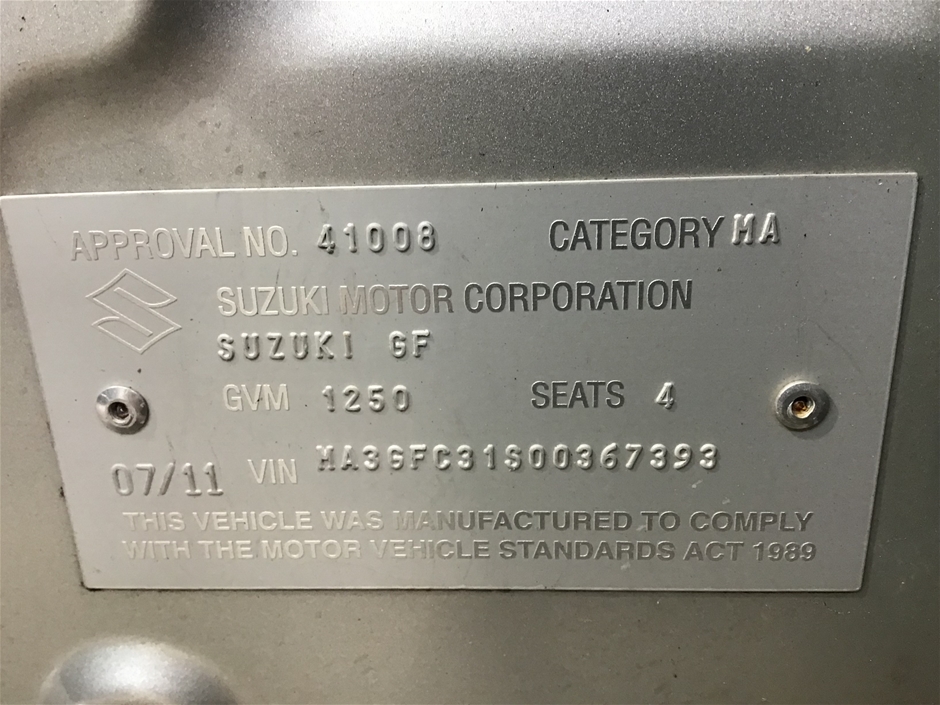 APPROVAL NO. 41008 CATEGORY MA
SUZUKI MOTOR CORPORATION
SUZUKI GF
GVM 1250 SEATS 4
07/11 VIN MA3GFC31S00367393
THIS VEHICLE WAS MANUFACTURED TO COMPLY
WITH THE MOTOR VEHICLE STANDARDS ACT 1989